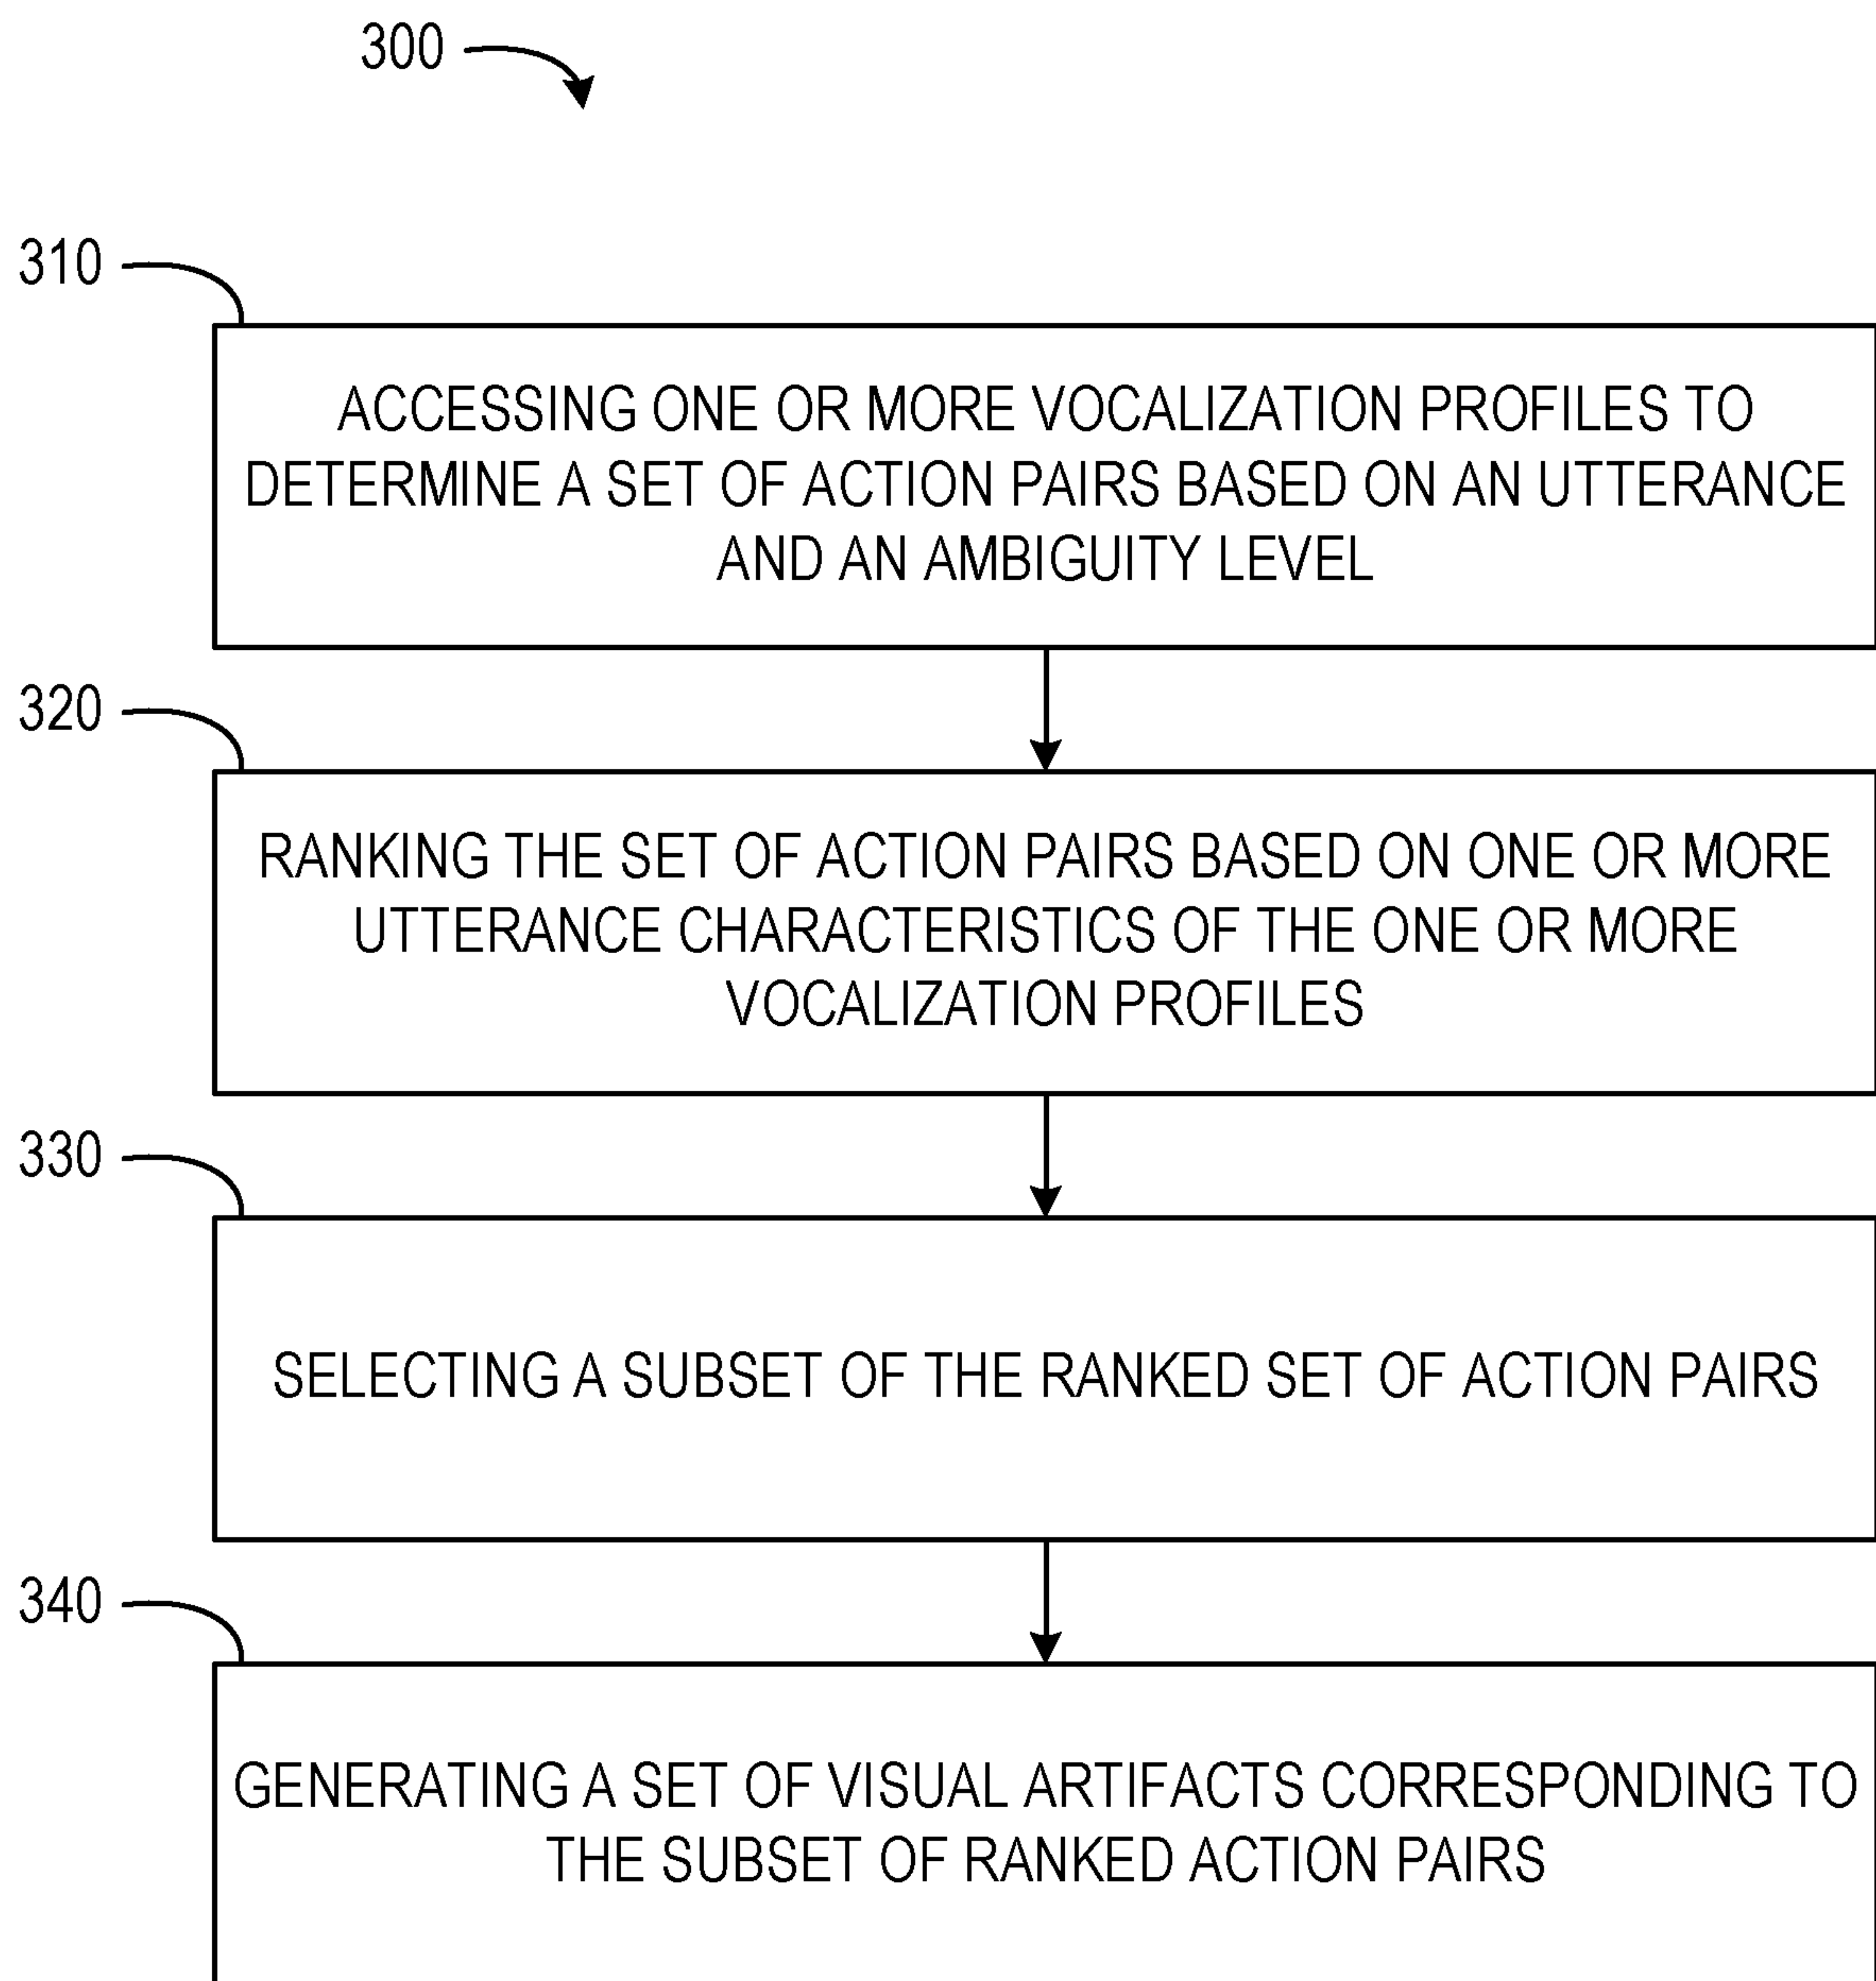 300
310
ACCESSING ONE OR MORE VOCALIZATION PROFILES TO
DETERMINE A SET OF ACTION PAIRS BASED ON AN UTTERANCE
AND AN AMBIGUITY LEVEL
320
RANKING THE SET OF ACTION PAIRS BASED ON ONE OR MORE
UTTERANCE CHARACTERISTICS OF THE ONE OR MORE
VOCALIZATION PROFILES
330
SELECTING A SUBSET OF THE RANKED SET OF ACTION PAIRS
340
GENERATING A SET OF VISUAL ARTIFACTS CORRESPONDING TO
THE SUBSET OF RANKED ACTION PAIRS